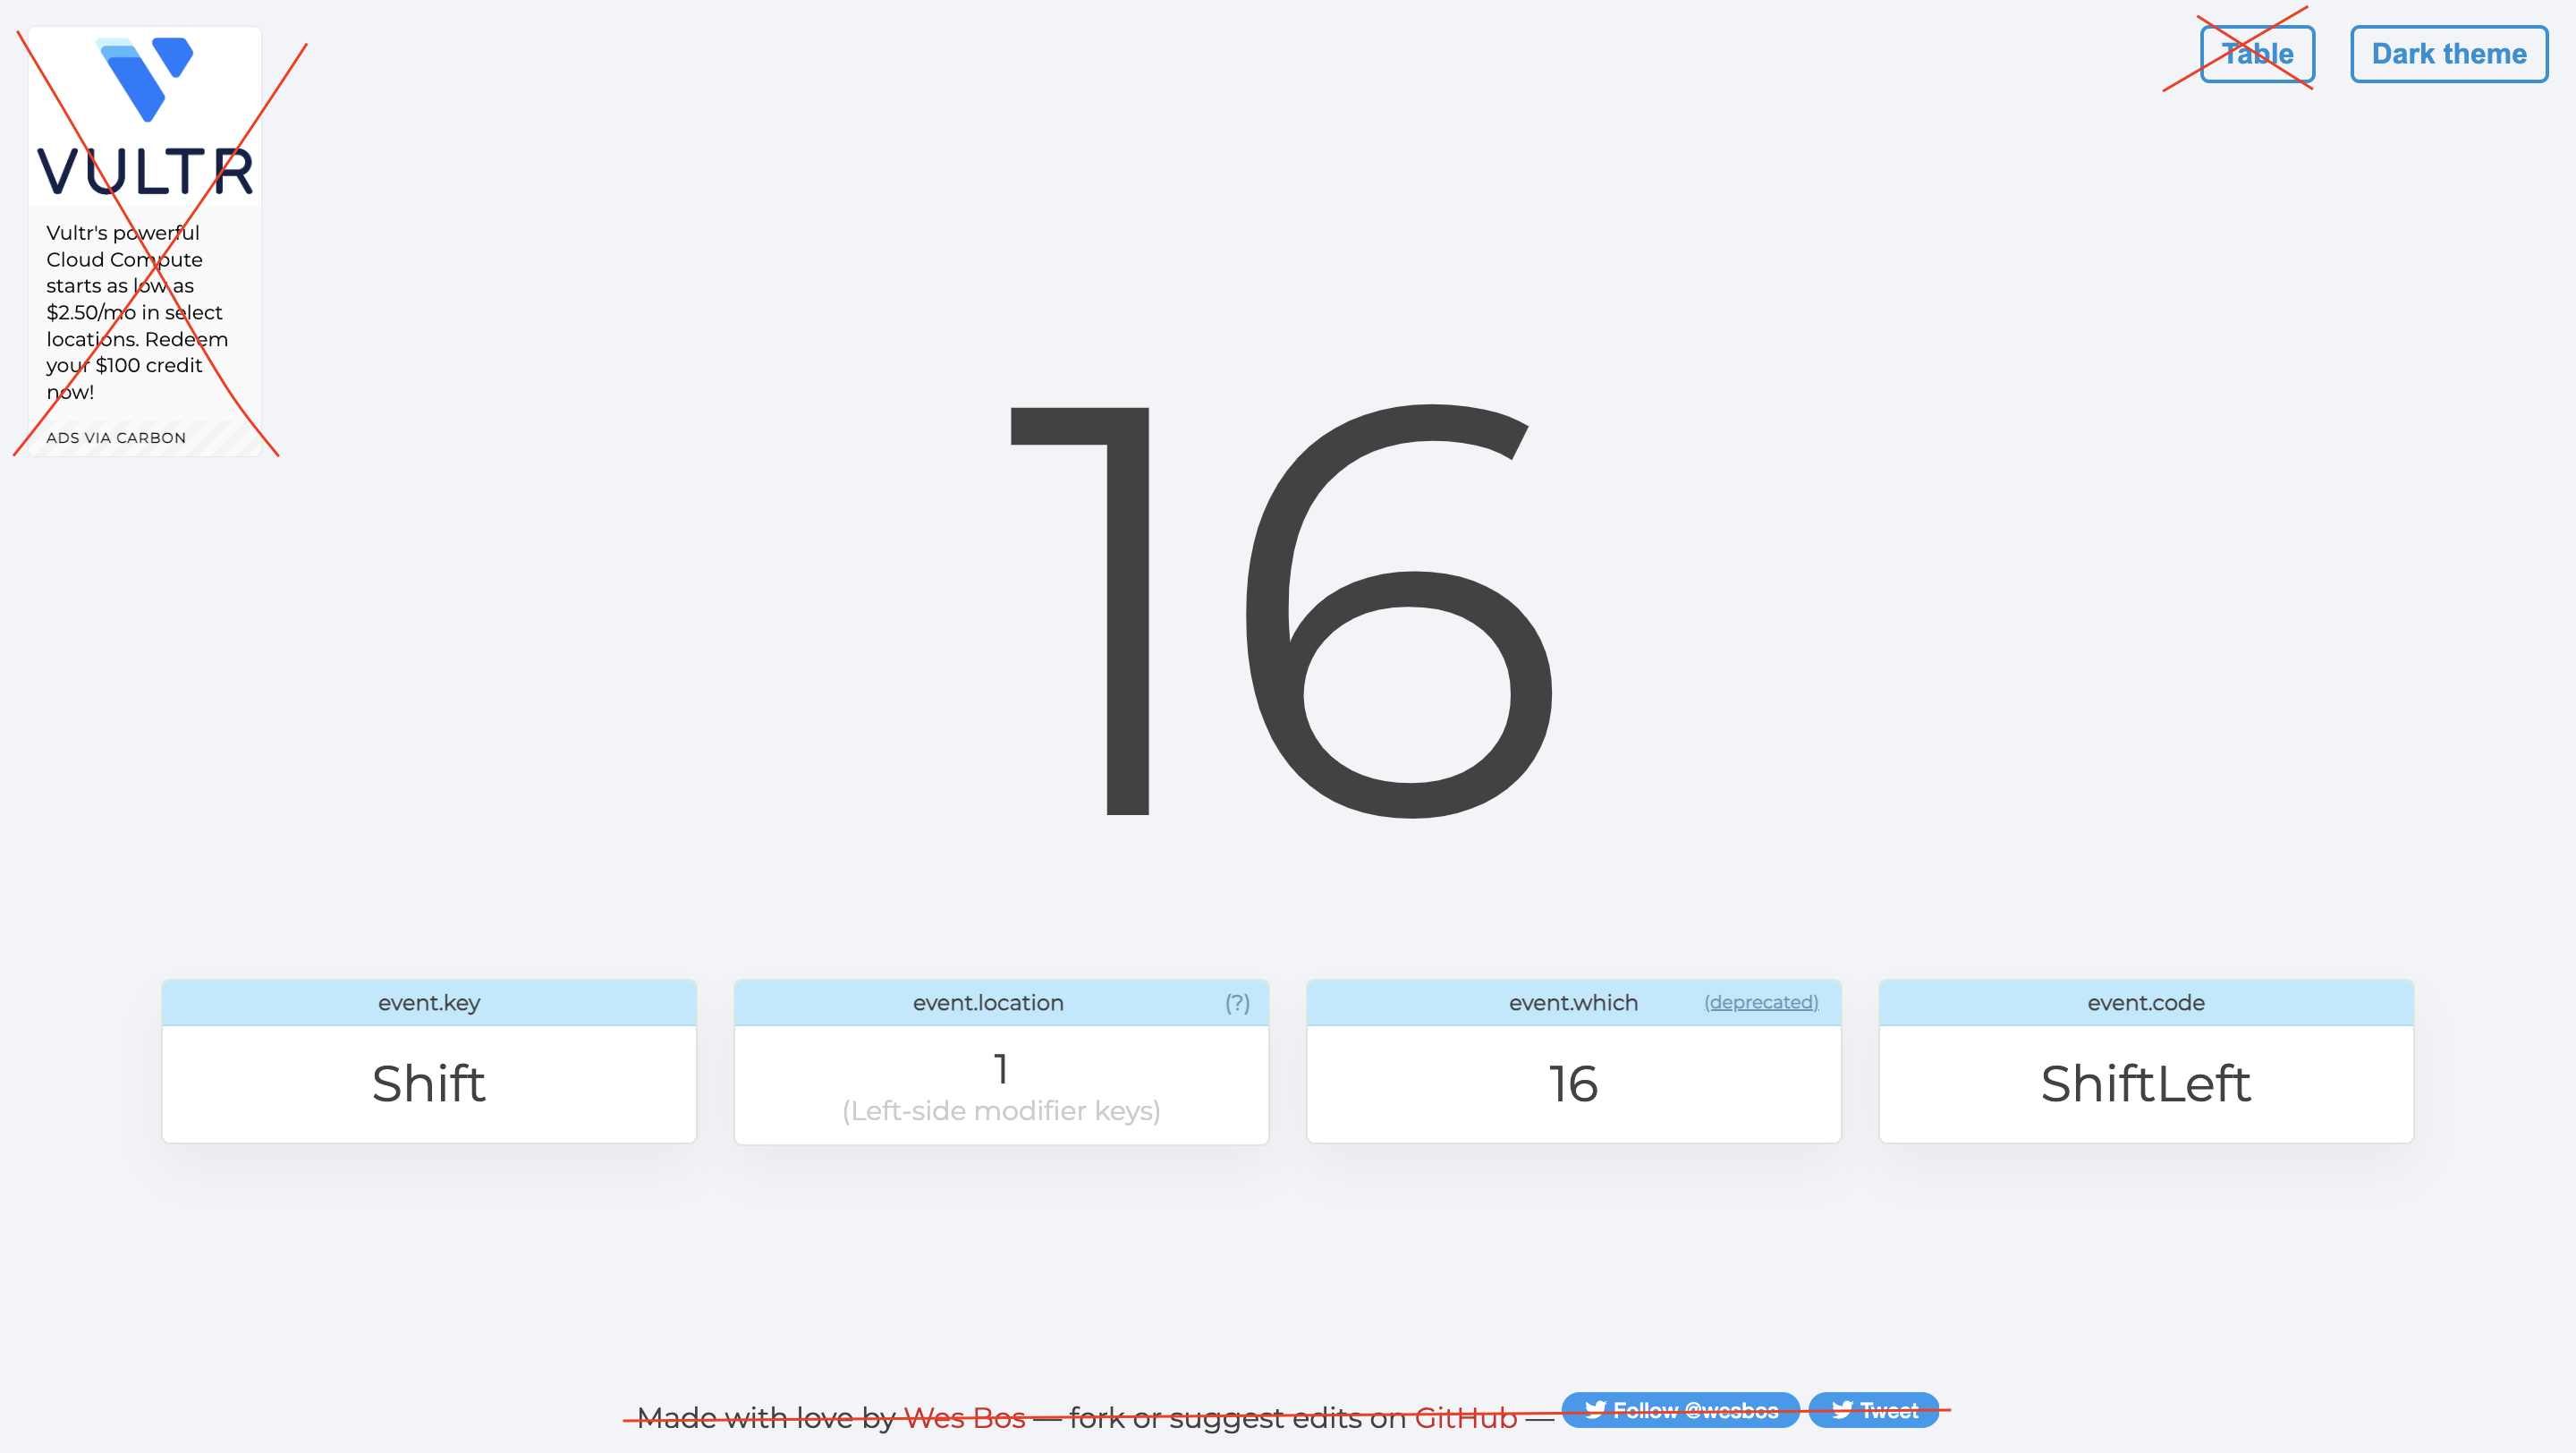 VULTR
Vultr's powerful
Cloud Compute
starts as low as
$2.50/mo in select
locations. Redeem
your $100 credit
now!
ADS VIA CARBON
Table
Dark theme
16
event.key
Shift
event.location (?)
1
(Left-side modifier keys)
event.which (deprecated)
16
event.code
ShiftLeft
Made with love by Wes Bos — fork or suggest edits on GitHub — Follow @wesbos Tweet